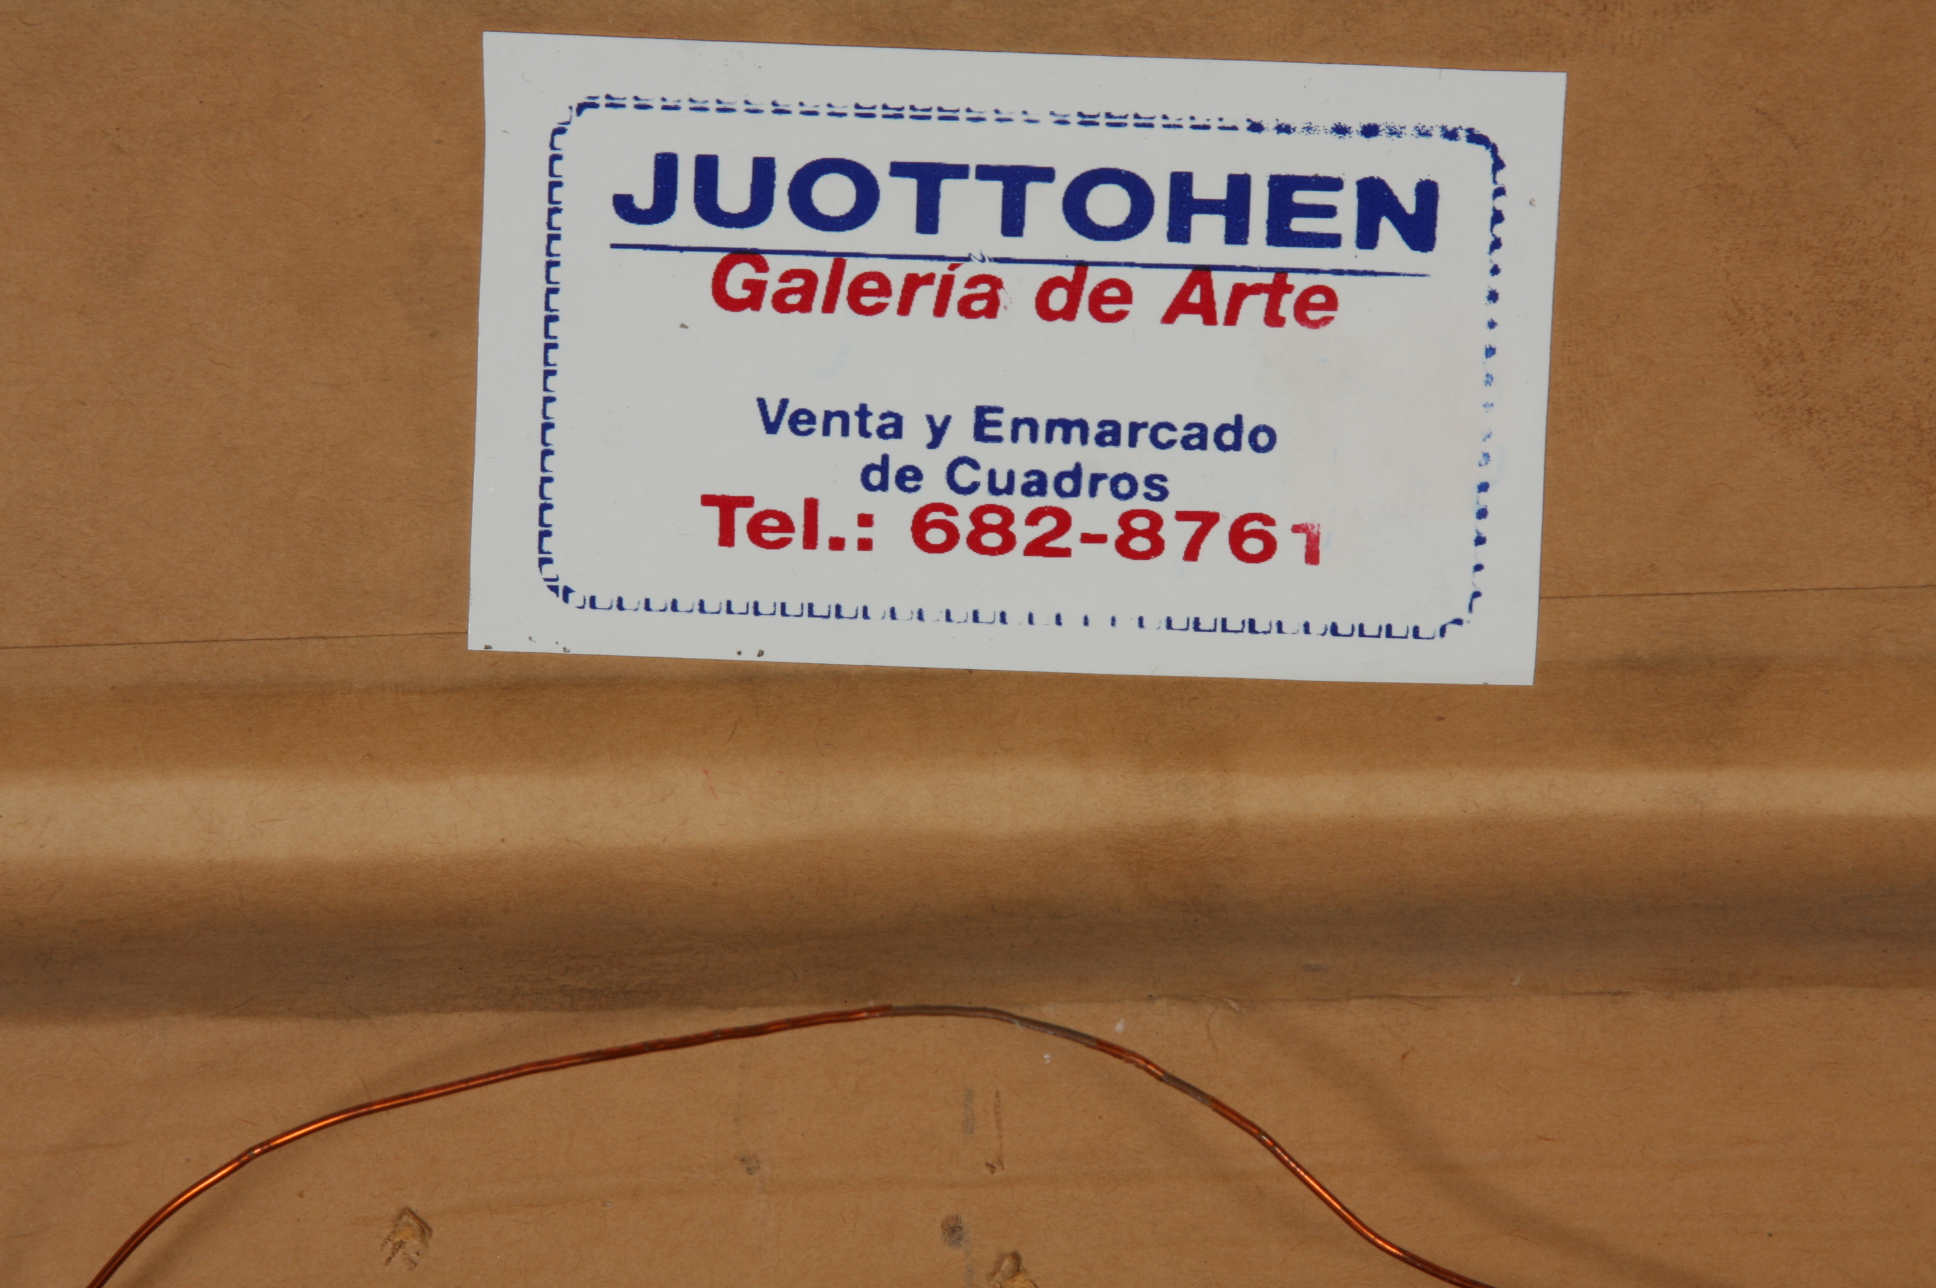 JUOTTOHEN
Galería de Arte
Venta y Enmarcado
de Cuadros
Tel.: 682-8761